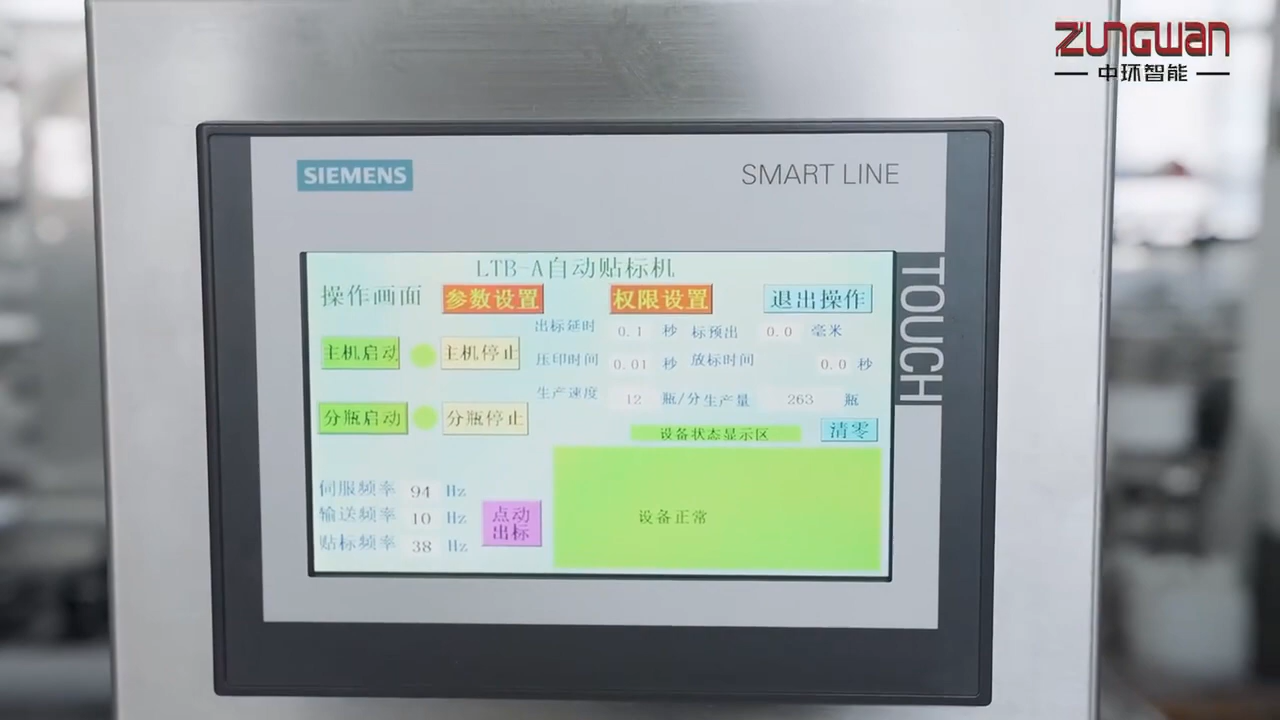 ZUNGWAN
中环智能
SIEMENS
SMART LINE
TOUCH
LTB-A自动贴标机
操作画面 参数设置 权限设置 退出操作
出标延时 0.1 秒 标预出 0.0 毫米
主机启动 主机停止
压印时间 0.01 秒 放标时间 0.0 秒
生产速度 12 瓶/分 生产量 263 瓶
分瓶启动 分瓶停止
设备状态显示区 清零
伺服频率 94 Hz
输送频率 10 Hz
贴标频率 38 Hz
点动
出标
设备正常